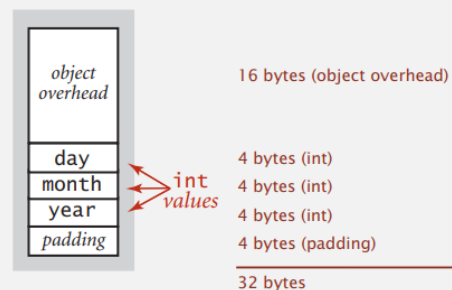 object
overhead
16 bytes (object overhead)
day
4 bytes (int)
month
int
4 bytes (int)
year
values
4 bytes (int)
padding
4 bytes (padding)
32 bytes